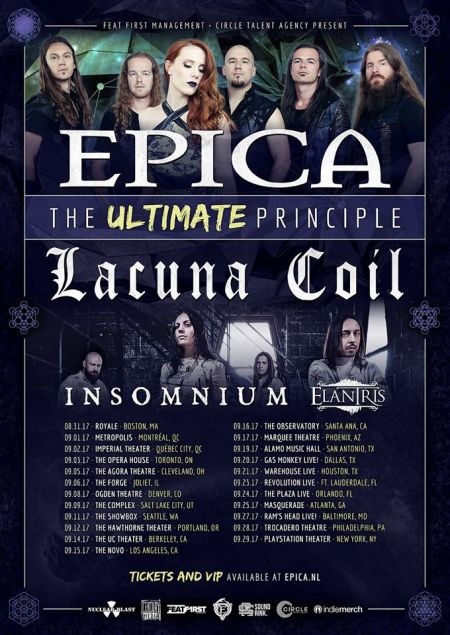 FEAT FIRST MANAGEMENT • CIRCLE TALENT AGENCY PRESENT
EPICA
THE ULTIMATE PRINCIPLE
Lacuna Coil
INSOMNIUM
ELANTRIS
08.31.17 · ROYALE · BOSTON, MA
09.01.17 · METROPOLIS · MONTRÉAL, QC
09.02.17 · IMPERIAL THEATER · QUÉBEC CITY, QC
09.03.17 · THE OPERA HOUSE · TORONTO, ON
09.05.17 · THE AGORA THEATRE · CLEVELAND, OH
09.06.17 · THE FORGE · JOLIET, IL
09.08.17 · OGDEN THEATRE · DENVER, CO
09.09.17 · THE COMPLEX · SALT LAKE CITY, UT
09.11.17 · THE SHOWBOX · SEATTLE, WA
09.12.17 · THE HAWTHORNE THEATER · PORTLAND, OR
09.14.17 · THE UC THEATER · BERKELEY, CA
09.15.17 · THE NOVO · LOS ANGELES, CA
09.16.17 · THE OBSERVATORY · SANTA ANA, CA
09.17.17 · MARQUEE THEATRE · PHOENIX, AZ
09.19.17 · ALAMO MUSIC HALL · SAN ANTONIO, TX
09.20.17 · GAS MONKEY LIVE! · DALLAS, TX
09.21.17 · WAREHOUSE LIVE · HOUSTON, TX
09.23.17 · REVOLUTION LIVE · FT. LAUDERDALE, FL
09.24.17 · THE PLAZA LIVE · ORLANDO, FL
09.25.17 · MASQUERADE · ATLANTA, GA
09.27.17 · RAM'S HEAD LIVE! · BALTIMORE, MD
09.28.17 · TROCADERO THEATRE · PHILADELPHIA, PA
09.29.17 · PLAYSTATION THEATER · NEW YORK, NY
TICKETS AND VIP AVAILABLE AT EPICA.NL
NUCLEAR BLAST
CENTURY MEDIA
FEATFIRST
SOUND RINK.
CIRCLE
indiemerch